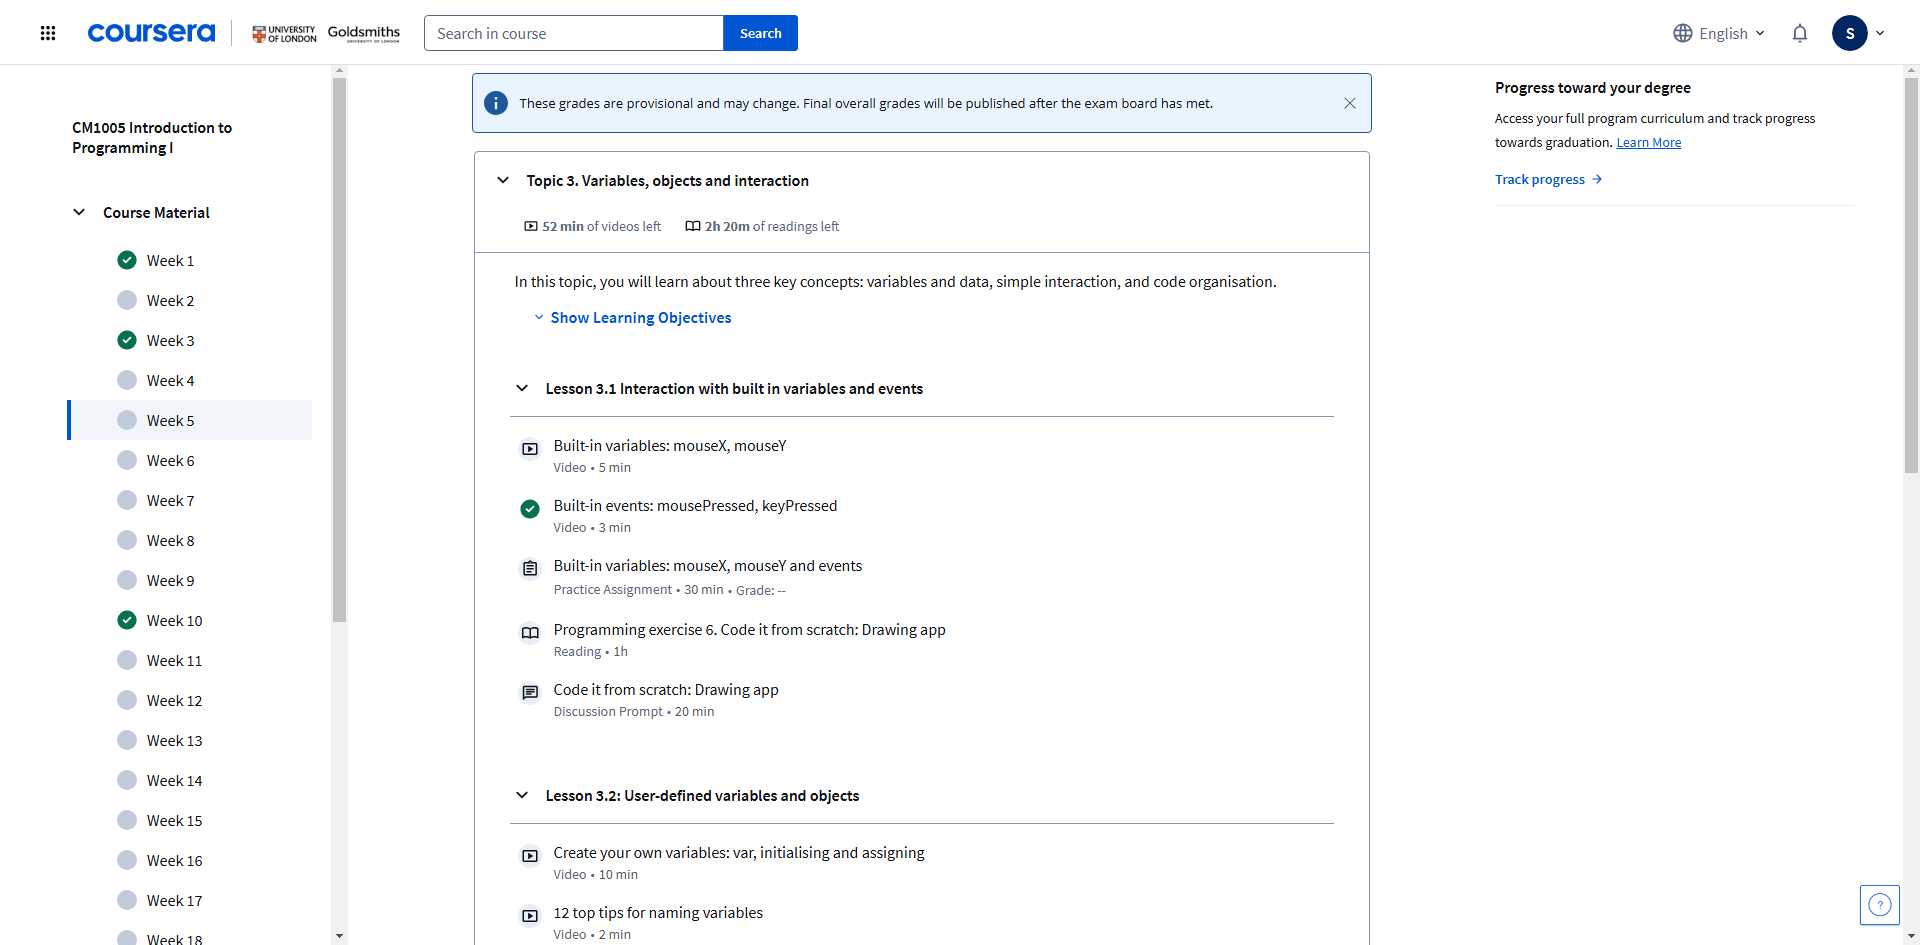 coursera
UNIVERSITY
OF LONDON
Goldsmiths
UNIVERSITY OF LONDON
Search in course
Search
English
S
CM1005 Introduction to
Programming I
Course Material
Week 1
Week 2
Week 3
Week 4
Week 5
Week 6
Week 7
Week 8
Week 9
Week 10
Week 11
Week 12
Week 13
Week 14
Week 15
Week 16
Week 17
Week 18
These grades are provisional and may change. Final overall grades will be published after the exam board has met.
Topic 3. Variables, objects and interaction
52 min of videos left
2h 20m of readings left
In this topic, you will learn about three key concepts: variables and data, simple interaction, and code organisation.
Show Learning Objectives
Lesson 3.1 Interaction with built in variables and events
Built-in variables: mouseX, mouseY
Video • 5 min
Built-in events: mousePressed, keyPressed
Video • 3 min
Built-in variables: mouseX, mouseY and events
Practice Assignment • 30 min • Grade: --
Programming exercise 6. Code it from scratch: Drawing app
Reading • 1h
Code it from scratch: Drawing app
Discussion Prompt • 20 min
Lesson 3.2: User-defined variables and objects
Create your own variables: var, initialising and assigning
Video • 10 min
12 top tips for naming variables
Video • 2 min
Progress toward your degree
Access your full program curriculum and track progress
towards graduation. Learn More
Track progress →
?